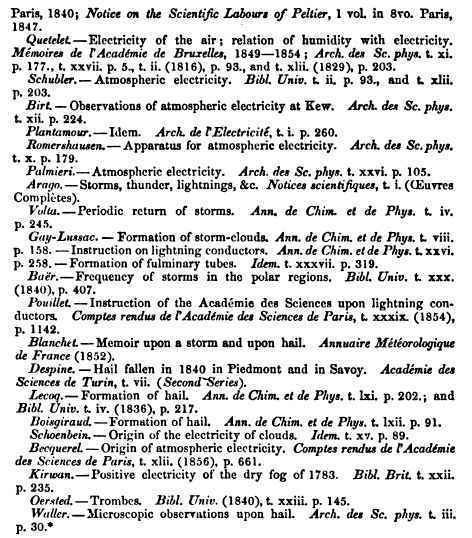 Paris, 1840; Notice on the Scientific Labours of Peltier, 1 vol. in 8vo. Paris,
1847.
Quetelet.—Electricity of the air; relation of humidity with electricity.
Mémoires de l'Académie de Bruxelles, 1849—1854; Arch. des Sc. phys. t. xi.
p. 177., t. xxvii. p. 5., t. ii. (1816), p. 93., and t. xlii. (1829), p. 203.
Schubler.—Atmospheric electricity. Bibl. Univ. t. ii. p. 93., and t. xlii.
p. 203.
Birt.—Observations of atmospheric electricity at Kew. Arch. des Sc. phys.
t. xii. p. 224.
Plantamour.—Idem. Arch. de l'Electricité, t. i. p. 260.
Romershausen.—Apparatus for atmospheric electricity. Arch. des Sc. phys.
t. x. p. 179.
Palmieri.—Atmospheric electricity. Arch. des Sc. phys. t. xxvi. p. 105.
Arago.—Storms, thunder, lightnings, &c. Notices scientifiques, t. i. (Œuvres
Complètes).
Volta.—Periodic return of storms. Ann. de Chim. et de Phys. t. iv.
p. 245.
Gay-Lussac.—Formation of storm-clouds. Ann. de Chim. et de Phys. t. viii.
p. 158.—Instruction on lightning conductors. Ann. de Chim. et de Phys. t. xxvi.
p. 258.—Formation of fulminary tubes. Idem. t. xxxvii. p. 319.
Baër.—Frequency of storms in the polar regions. Bibl. Univ. t. xxx.
(1840), p. 407.
Pouillet.—Instruction of the Académie des Sciences upon lightning con-
ductors. Comptes rendus de l'Académie des Sciences de Paris, t. xxxix. (1854),
p. 1142.
Blanchet.—Memoir upon a storm and upon hail. Annuaire Météorologique
de France (1852).
Despine.—Hail fallen in 1840 in Piedmont and in Savoy. Académie des
Sciences de Turin, t. vii. (Second Series).
Lecoq.—Formation of hail. Ann. de Chim. et de Phys. t. lxi. p. 202.; and
Bibl. Univ. t. iv. (1836), p. 217.
Boisgiraud.—Formation of hail. Ann. de Chim. et de Phys. t. lxii. p. 91.
Schoenbein.—Origin of the electricity of clouds. Idem. t. xv. p. 89.
Becquerel.—Origin of atmospheric electricity. Comptes rendus de l'Académie
des Sciences de Paris, t. xlii. (1856), p. 661.
Kirwan.—Positive electricity of the dry fog of 1783. Bibl. Brit. t. xxii.
p. 235.
Oersted.—Trombes. Bibl. Univ. (1840), t. xxiii. p. 145.
Waller.—Microscopic observations upon hail. Arch. des Sc. phys. t. iii.
p. 30.*